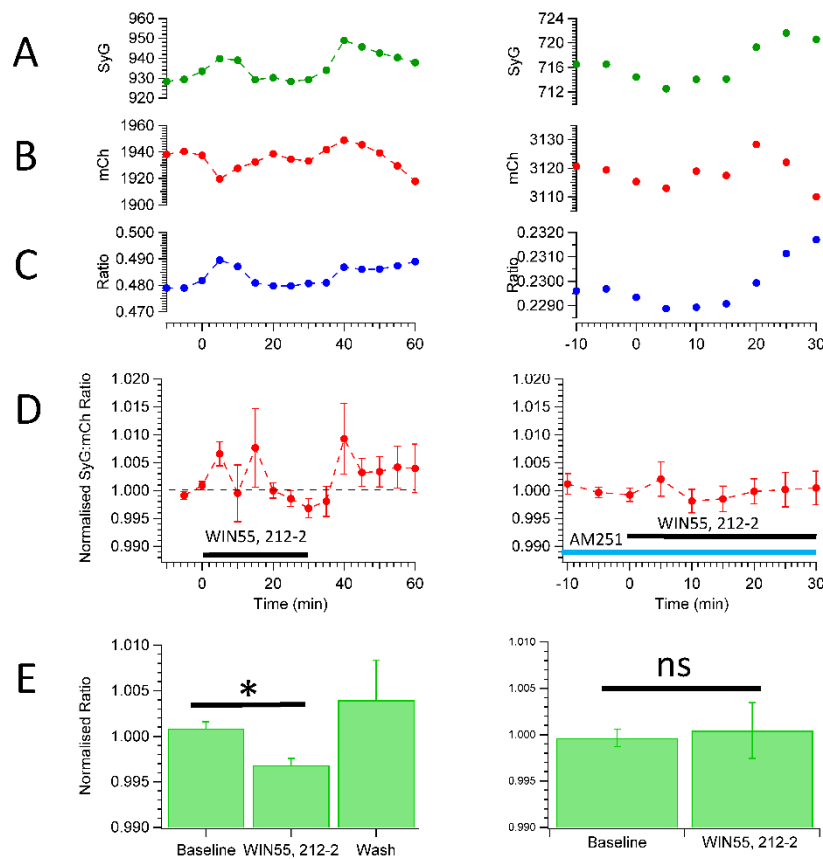 A
SyG
960
950
940
930
920
SyG
724
720
716
712
B
mCh
1960
1940
1920
1900
mCh
3130
3120
3110
C
Ratio
0.500
0.490
0.480
0.470
0 20 40 60
Ratio
0.2320
0.2300
0.2290
-10 0 10 20 30
D
Normalised SyG:mCh Ratio
1.020
1.015
1.010
1.005
1.000
0.995
0.990
WIN55, 212-2
0 20 40 60
Time (min)
1.020
1.015
1.010
1.005
1.000
0.995
0.990
WIN55, 212-2
AM251
-10 0 10 20 30
Time (min)
E
Normalised Ratio
1.010
1.005
1.000
0.995
0.990
*
Baseline WIN55, 212-2 Wash
1.010
1.005
1.000
0.995
0.990
ns
Baseline WIN55, 212-2